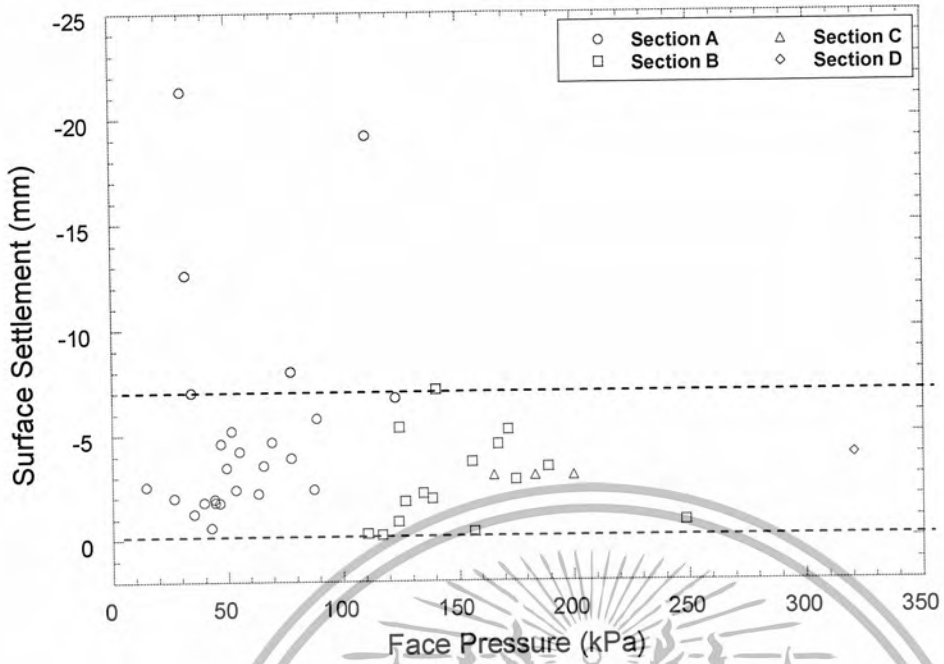 -25
-20
-15
-10
-5
0
Surface Settlement (mm)
Section A
Section B
Section C
Section D
0 50 100 150 200 250 300 350
Face Pressure (kPa)